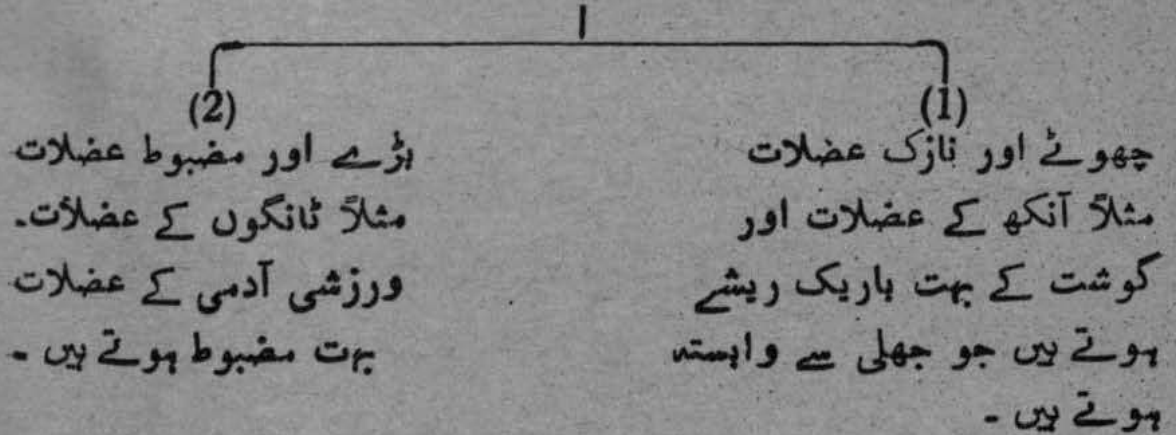 (1)
چھوٹے اور نازک عضلات
مثلاً آنکھ کے عضلات اور
گوشت کے بہت باریک ریشے
ہوتے ہیں جو جھلی سے وابستہ
ہوتے ہیں ۔
(2)
بڑے اور مضبوط عضلات
مثلاً ٹانگوں کے عضلات۔
ورزشی آدمی کے عضلات
بہت مضبوط ہوتے ہیں ۔